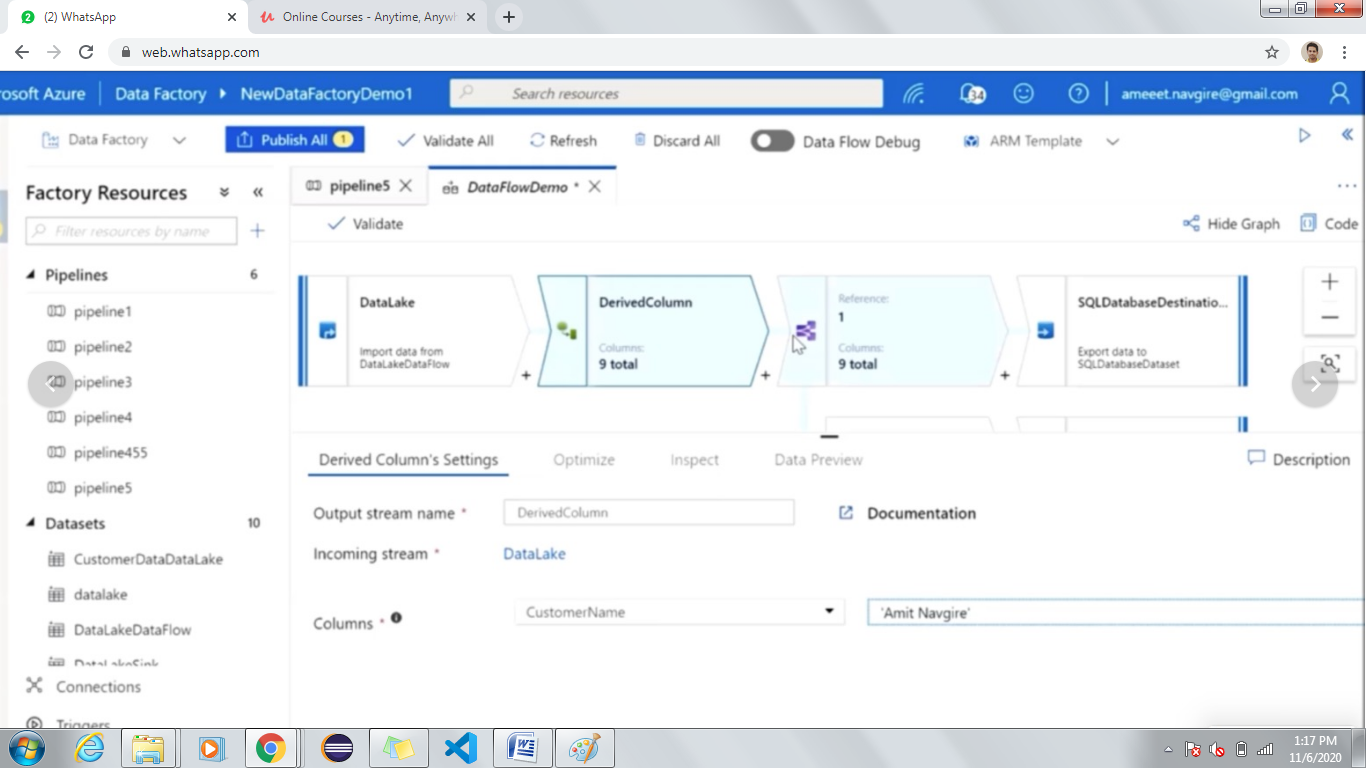 (2) WhatsApp
Online Courses - Anytime, Anywh
web.whatsapp.com
rosoft Azure
Data Factory
NewDataFactoryDemo1
Search resources
34
ameeet.navgire@gmail.com
Data Factory
Publish All 1
Validate All
Refresh
Discard All
Data Flow Debug
ARM Template
Factory Resources
pipeline5
DataFlowDemo *
Filter resources by name
Validate
Hide Graph
Code
Pipelines 6
pipeline1
pipeline2
pipeline3
pipeline4
pipeline455
pipeline5
Datasets 10
CustomerDataDataLake
datalake
DataLakeDataFlow
DataLakeSink
Connections
Triggers
DataLake
Import data from
DataLakeDataFlow
DerivedColumn
Columns:
9 total
Reference:
1
Columns:
9 total
SQLDatabaseDestinatio...
Export data to
SQLDatabaseDataset
Derived Column's Settings
Optimize
Inspect
Data Preview
Description
Output stream name *
DerivedColumn
Documentation
Incoming stream *
DataLake
Columns *
CustomerName
'Amit Navgire'
1:17 PM
11/6/2020